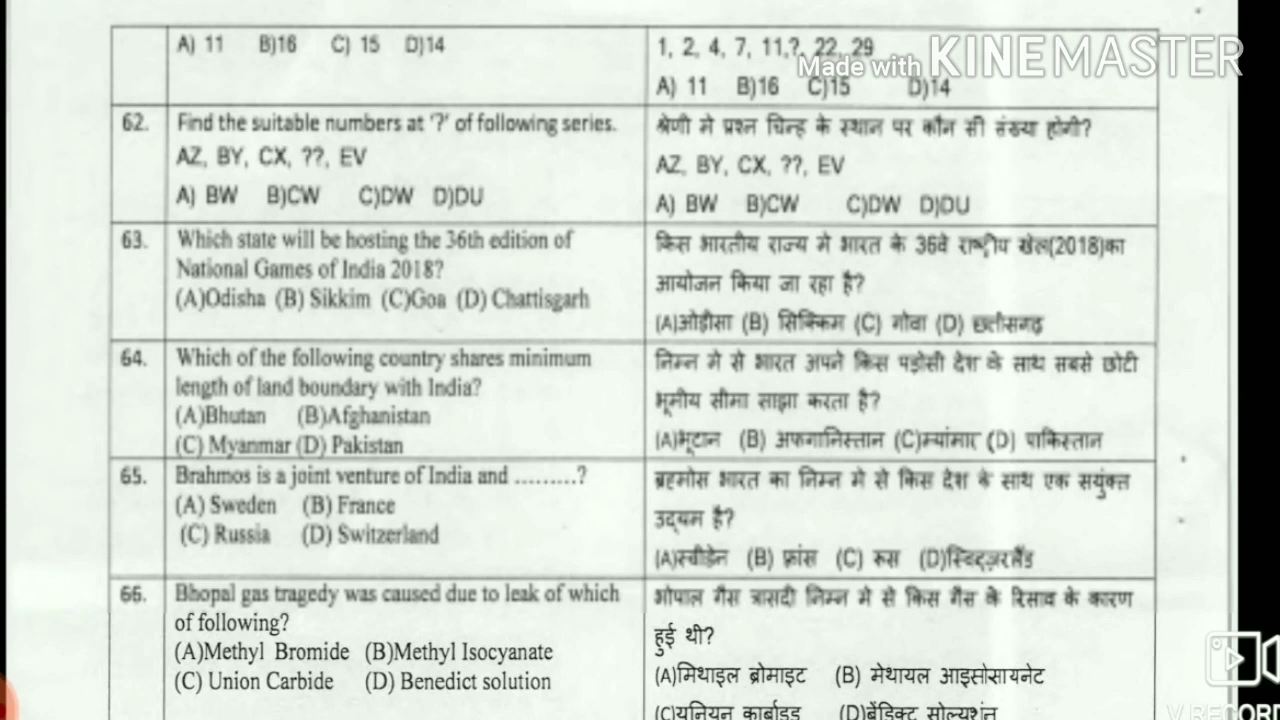 A) 11 B)16 C) 15 D)14
1, 2, 4, 7, 11,?, 22, 29
A) 11 B)16 C)15 D)14
Made with KINEMASTER
62.
Find the suitable numbers at '?' of following series.
AZ, BY, CX, ??, EV
A) BW B)CW C)DW D)DU
श्रेणी मे प्रश्न चिन्ह के स्थान पर कौन सी संख्या होगी?
AZ, BY, CX, ??, EV
A) BW B)CW C)DW D)DU
63.
Which state will be hosting the 36th edition of
National Games of India 2018?
(A)Odisha (B) Sikkim (C)Goa (D) Chattisgarh
किस भारतीय राज्य मे भारत के 36वे राष्ट्रीय खेल(2018)का
आयोजन किया जा रहा है?
(A)ओड़ीसा (B) सिक्किम (C) गोवा (D) छत्तीसगढ़
64.
Which of the following country shares minimum
length of land boundary with India?
(A)Bhutan (B)Afghanistan
(C) Myanmar (D) Pakistan
निम्न मे से भारत अपने किस पड़ोसी देश के साथ सबसे छोटी
भूमीय सीमा साझा करता है?
(A)भूटान (B) अफगानिस्तान (C)म्यांमार (D) पाकिस्तान
65.
Brahmos is a joint venture of India and .........?
(A) Sweden (B) France
(C) Russia (D) Switzerland
ब्रहमोस भारत का निम्न मे से किस देश के साथ एक सयुंक्त
उद्यम है?
(A)स्वीडेन (B) फ्रांस (C) रूस (D)स्विट्ज़रलैंड
66.
Bhopal gas tragedy was caused due to leak of which
of following?
(A)Methyl Bromide (B)Methyl Isocyanate
(C) Union Carbide (D) Benedict solution
भोपाल गैस त्रासदी निम्न मे से किस गैस के रिसाव के कारण
हुई थी?
(A)मिथाइल ब्रोमाइट (B) मेथायल आइसोसायनेट
(C)यूनियन कार्बाइड (D)बेंडिक्ट सोल्यशंन
V RECORD